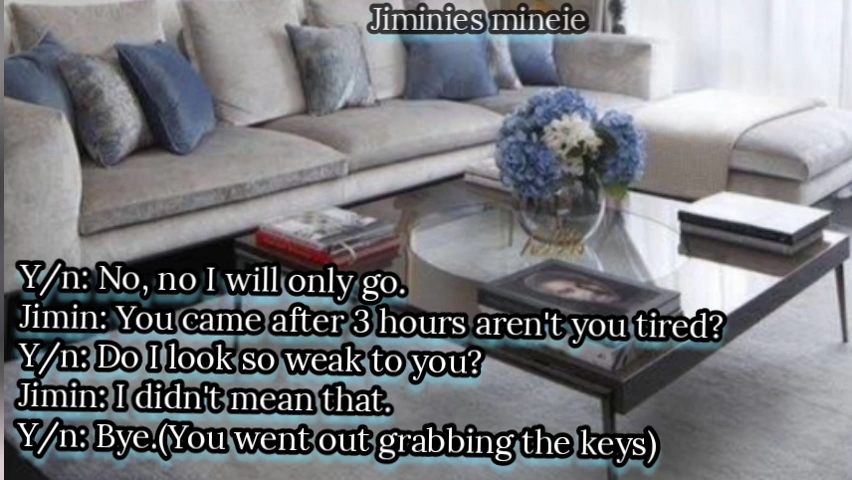 Jiminies mineie
Y/n: No, no I will only go.
Jimin: You came after 3 hours aren't you tired?
Y/n: Do I look so weak to you?
Jimin: I didn't mean that.
Y/n: Bye.(You went out grabbing the keys)